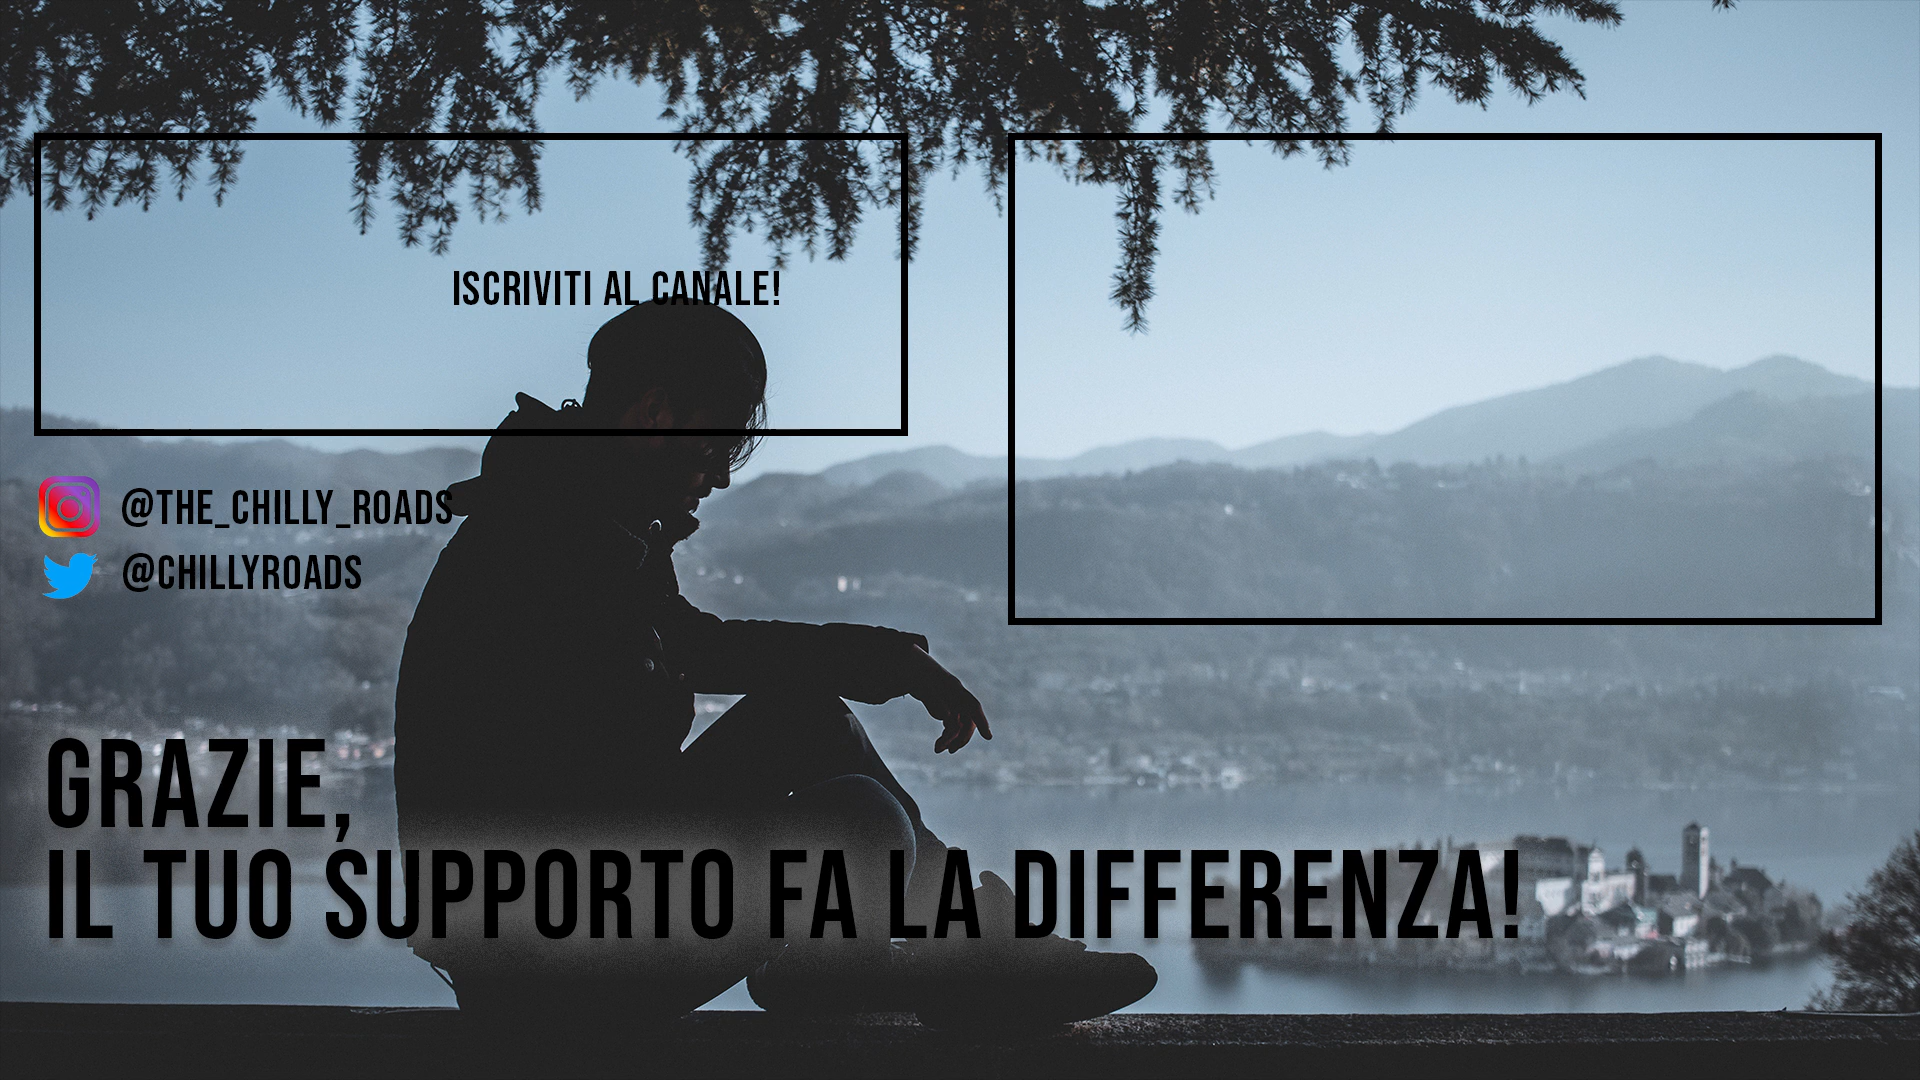 ISCRIVITI AL CANALE!
@THE_CHILLY_ROADS
@CHILLYROADS
GRAZIE,
IL TUO SUPPORTO FA LA DIFFERENZA!